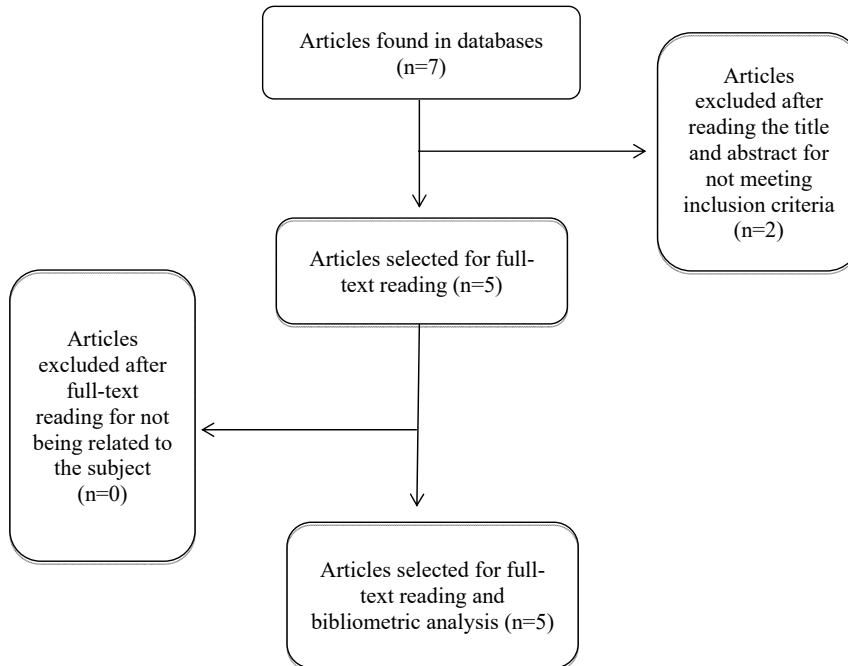 Articles found in databases
(n=7)
Articles
excluded after
reading the title
and abstract for
not meeting
inclusion criteria
(n=2)
Articles selected for full-
text reading (n=5)
Articles
excluded after
full-text
reading for not
being related to
the subject
(n=0)
Articles selected for full-
text reading and
bibliometric analysis (n=5)